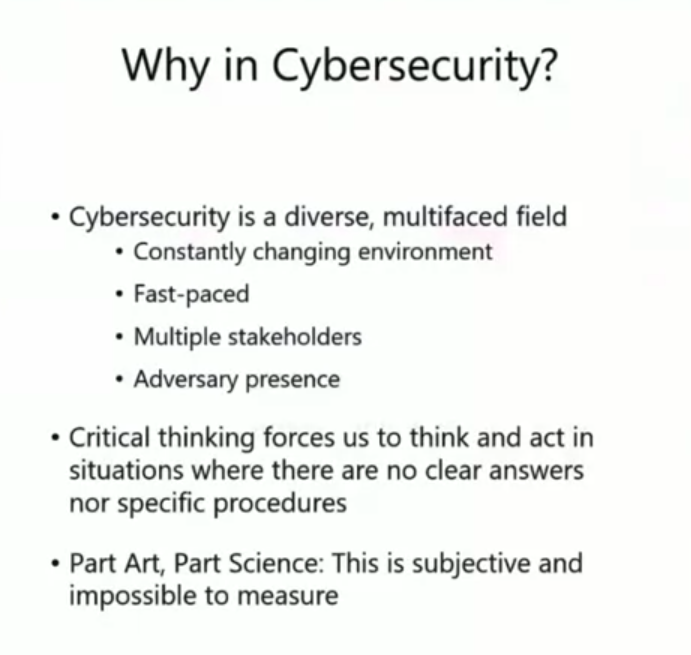 Why in Cybersecurity?
• Cybersecurity is a diverse, multifaced field
• Constantly changing environment
• Fast-paced
• Multiple stakeholders
• Adversary presence
• Critical thinking forces us to think and act in
situations where there are no clear answers
nor specific procedures
• Part Art, Part Science: This is subjective and
impossible to measure